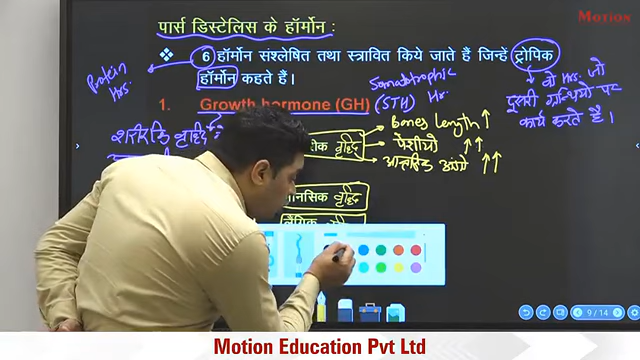 Motion
पार्स डिस्टेलिस के हॉर्मोन :
6 हॉर्मोन संश्लेषित तथा स्त्रावित किये जाते हैं जिन्हें ट्रोपिक
हॉर्मोन कहते हैं।
Protein
Hrs.
वो Hrs. जो
दूसरी ग्रन्थियो पर
कार्य करते है।
1. Growth hormone (GH)
Somatotrophic
(STH) Hr.
शारीरिक वृद्धि
Bones Length ↑
रीक वृद्धि
पेशीयो ↑↑
आन्तरिक अंगो ↑↑
मानसिक वृद्धि
लैंगिक
9/14
Motion Education Pvt Ltd